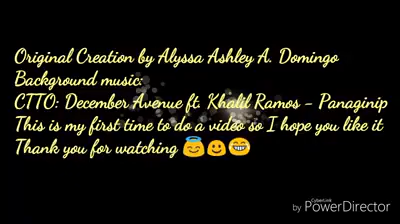 Original Creation by Alyssa Ashley A. Domingo
Background music:
CTTO: December Avenue ft. Khalil Ramos - Panaginip
This is my first time to do a video so I hope you like it
Thank you for watching 😇☺😁
CyberLink
by PowerDirector